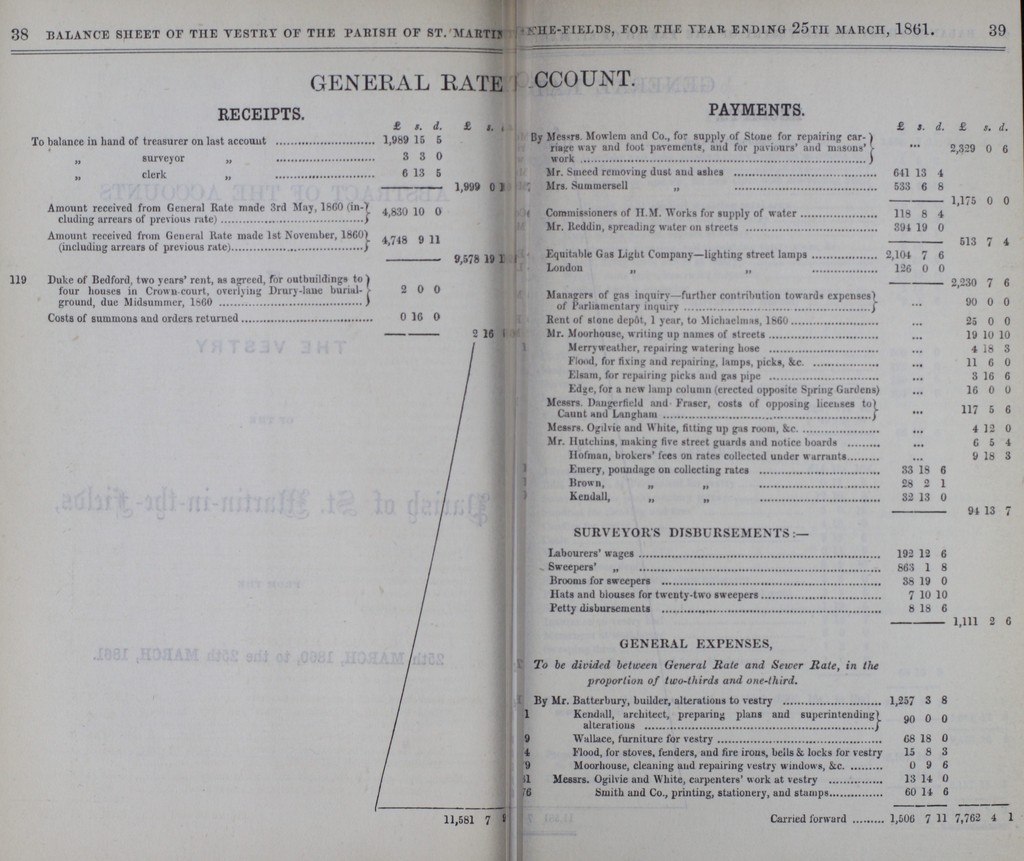 38 BALANCE SHEET OF THE VESTRY OF THE PARISH OF ST. MARTIN
GENERAL RATE
RECEIPTS.
£ s. d. £ s.
To balance in hand of treasurer on last account ........ 1,989 15 5
„ surveyor „ ........ 3 3 0
„ clerk „ ........ 6 13 5
1,999 0
Amount received from General Rate made 3rd May, 1860 (in-
cluding arrears of previous rate) ........ 4,830 10 0
Amount received from General Rate made 1st November, 1860
(including arrears of previous rate)........ 4,748 9 11
9,578 19
119 Duke of Bedford, two years' rent, as agreed, for outbuildings to
four houses in Crown-court, overlying Drury-lane burial-
ground, due Midsummer, 1860 ........ 2 0 0
Costs of summons and orders returned ........ 0 16 0
2 16
11,581 7
HE-FIELDS, FOR THE YEAR ENDING 25TH MARCH, 1861. 39
CCOUNT.
PAYMENTS.
£ s. d. £ s. d.
By Messrs. Mowlem and Co., for supply of Stone for repairing car-
riage way and foot pavements, and for paviours' and masons'
work ........ ... 2,329 0 6
Mr. Smeed removing dust and ashes ........ 641 13 4
Mrs. Summersell „ ........ 533 6 8
1,175 0 0
Commissioners of H.M. Works for supply of water ........ 118 8 4
Mr. Reddin, spreading water on streets ........ 394 19 0
513 7 4
Equitable Gas Light Company—lighting street lamps ........ 2,104 7 6
London „ „ ........ 126 0 0
2,230 7 6
Managers of gas inquiry—further contribution towards expenses
of Parliamentary inquiry ........ ... 90 0 0
Rent of stone depôt, 1 year, to Michaelmas, 1860 ........ ... 25 0 0
Mr. Moorhouse, writing up names of streets ........ ... 19 10 10
Merryweather, repairing watering hose ........ ... 4 18 3
Flood, for fixing and repairing, lamps, picks, &c. ........ ... 11 6 0
Elsam, for repairing picks and gas pipe ........ ... 3 16 6
Edge, for a new lamp column (erected opposite Spring Gardens) ... 16 0 0
Messrs. Dangerfield and Fraser, costs of opposing licenses to
Caunt and Langham ........ ... 117 5 6
Messrs. Ogilvie and White, fitting up gas room, &c. ........ ... 4 12 0
Mr. Hutchins, making five street guards and notice boards ........ ... 6 5 4
Hofman, brokers' fees on rates collected under warrants........ ... 9 18 3
Emery, poundage on collecting rates ........ 33 18 6
Brown, „ „ ........ 28 2 1
Kendall, „ „ ........ 32 13 0
94 13 7
SURVEYOR'S DISBURSEMENTS:—
Labourers' wages ........ 192 12 6
Sweepers' „ ........ 863 1 8
Brooms for sweepers ........ 38 19 0
Hats and blouses for twenty-two sweepers ........ 7 10 10
Petty disbursements ........ 8 18 6
1,111 2 6
GENERAL EXPENSES,
To be divided between General Rate and Sewer Rate, in the
proportion of two-thirds and one-third.
By Mr. Batterbury, builder, alterations to vestry ........ 1,257 3 8
1 Kendall, architect, preparing plans and superintending
alterations ........ 90 0 0
9 Wallace, furniture for vestry ........ 68 18 0
4 Flood, for stoves, fenders, and fire irons, bells & locks for vestry 15 8 3
9 Moorhouse, cleaning and repairing vestry windows, &c. ........ 0 9 6
1 Messrs. Ogilvie and White, carpenters' work at vestry ........ 13 14 0
6 Smith and Co., printing, stationery, and stamps........ 60 14 6
Carried forward ........ 1,506 7 11 7,762 4 1